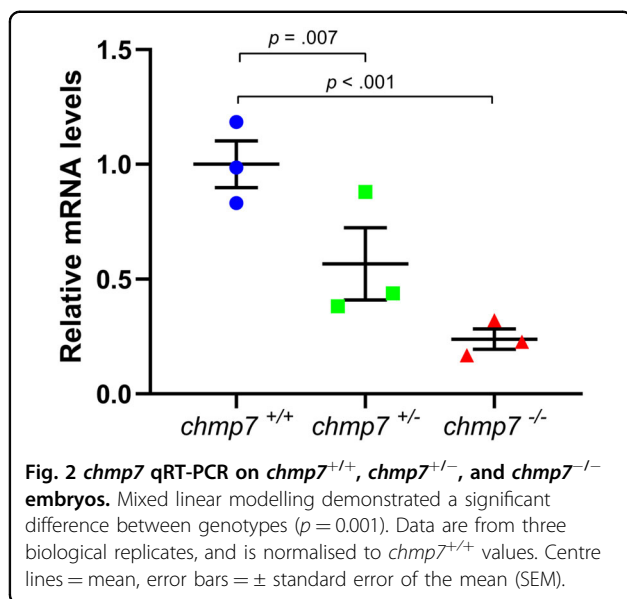 p = .007
p < .001
1.5
1.0
0.5
0.0
Relative mRNA levels
chmp7 +/+ chmp7 +/- chmp7 -/-
Fig. 2 chmp7 qRT-PCR on chmp7+/+, chmp7+/−, and chmp7−/−
embryos. Mixed linear modelling demonstrated a significant
difference between genotypes (p = 0.001). Data are from three
biological replicates, and is normalised to chmp7+/+ values. Centre
lines = mean, error bars = ± standard error of the mean (SEM).